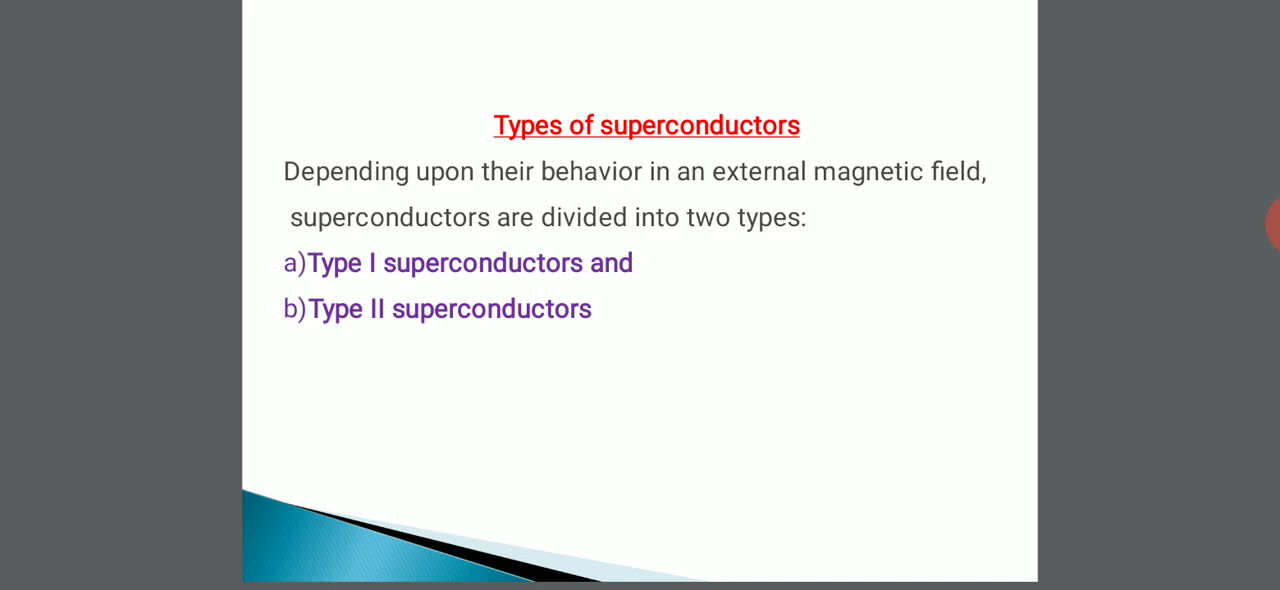 Types of superconductors
Depending upon their behavior in an external magnetic field,
superconductors are divided into two types:
a)Type I superconductors and
b)Type II superconductors